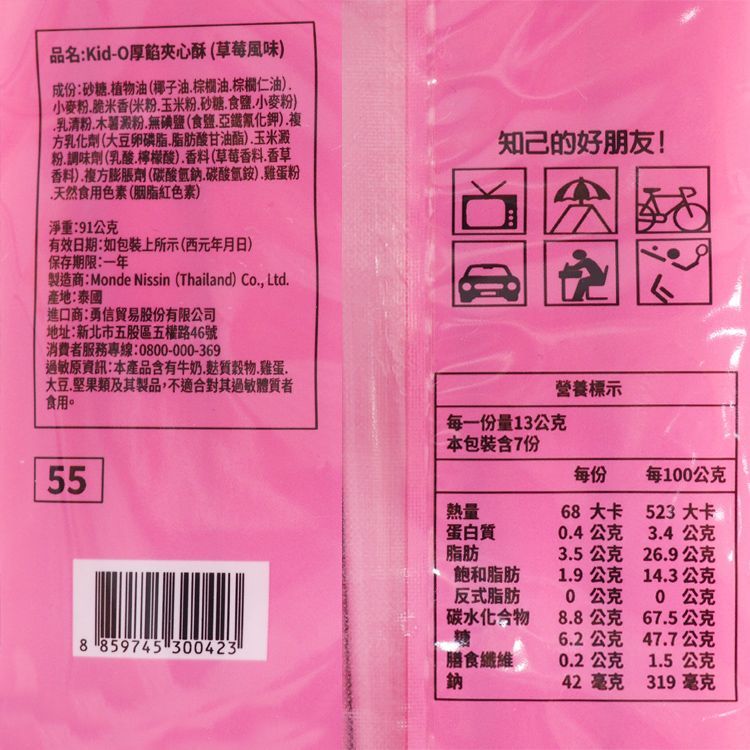 品名:Kid-O厚餡夾心酥 (草莓風味)
成份:砂糖.植物油(椰子油.棕櫚油.棕櫚仁油).
小麥粉.脆米香(米粉.玉米粉.砂糖.食鹽.小麥粉)
.乳清粉.木薯澱粉.無碘鹽(食鹽.亞鐵氰化鉀).複
方乳化劑(大豆卵磷脂.脂肪酸甘油酯).玉米澱
粉.調味劑(乳酸.檸檬酸).香料(草莓香料.香草
香料).複方膨脹劑(碳酸氫鈉.碳酸氫銨).雞蛋粉
.天然食用色素(胭脂紅色素)
淨重:91公克
有效日期:如包裝上所示(西元年月日)
保存期限:一年
製造商:Monde Nissin (Thailand) Co., Ltd.
產地:泰國
進口商:勇信貿易股份有限公司
地址:新北市五股區五權路46號
消費者服務專線:0800-000-369
過敏原資訊:本產品含有牛奶.麩質穀物.雞蛋.
大豆.堅果類及其製品,不適合對其過敏體質者
食用。
55
8 859745 300423
知己的好朋友!
營養標示
每一份量13公克
本包裝含7份
每份 每100公克
熱量 68 大卡 523 大卡
蛋白質 0.4 公克 3.4 公克
脂肪 3.5 公克 26.9 公克
飽和脂肪 1.9 公克 14.3 公克
反式脂肪 0 公克 0 公克
碳水化合物 8.8 公克 67.5 公克
糖 6.2 公克 47.7 公克
膳食纖維 0.2 公克 1.5 公克
鈉 42 毫克 319 毫克